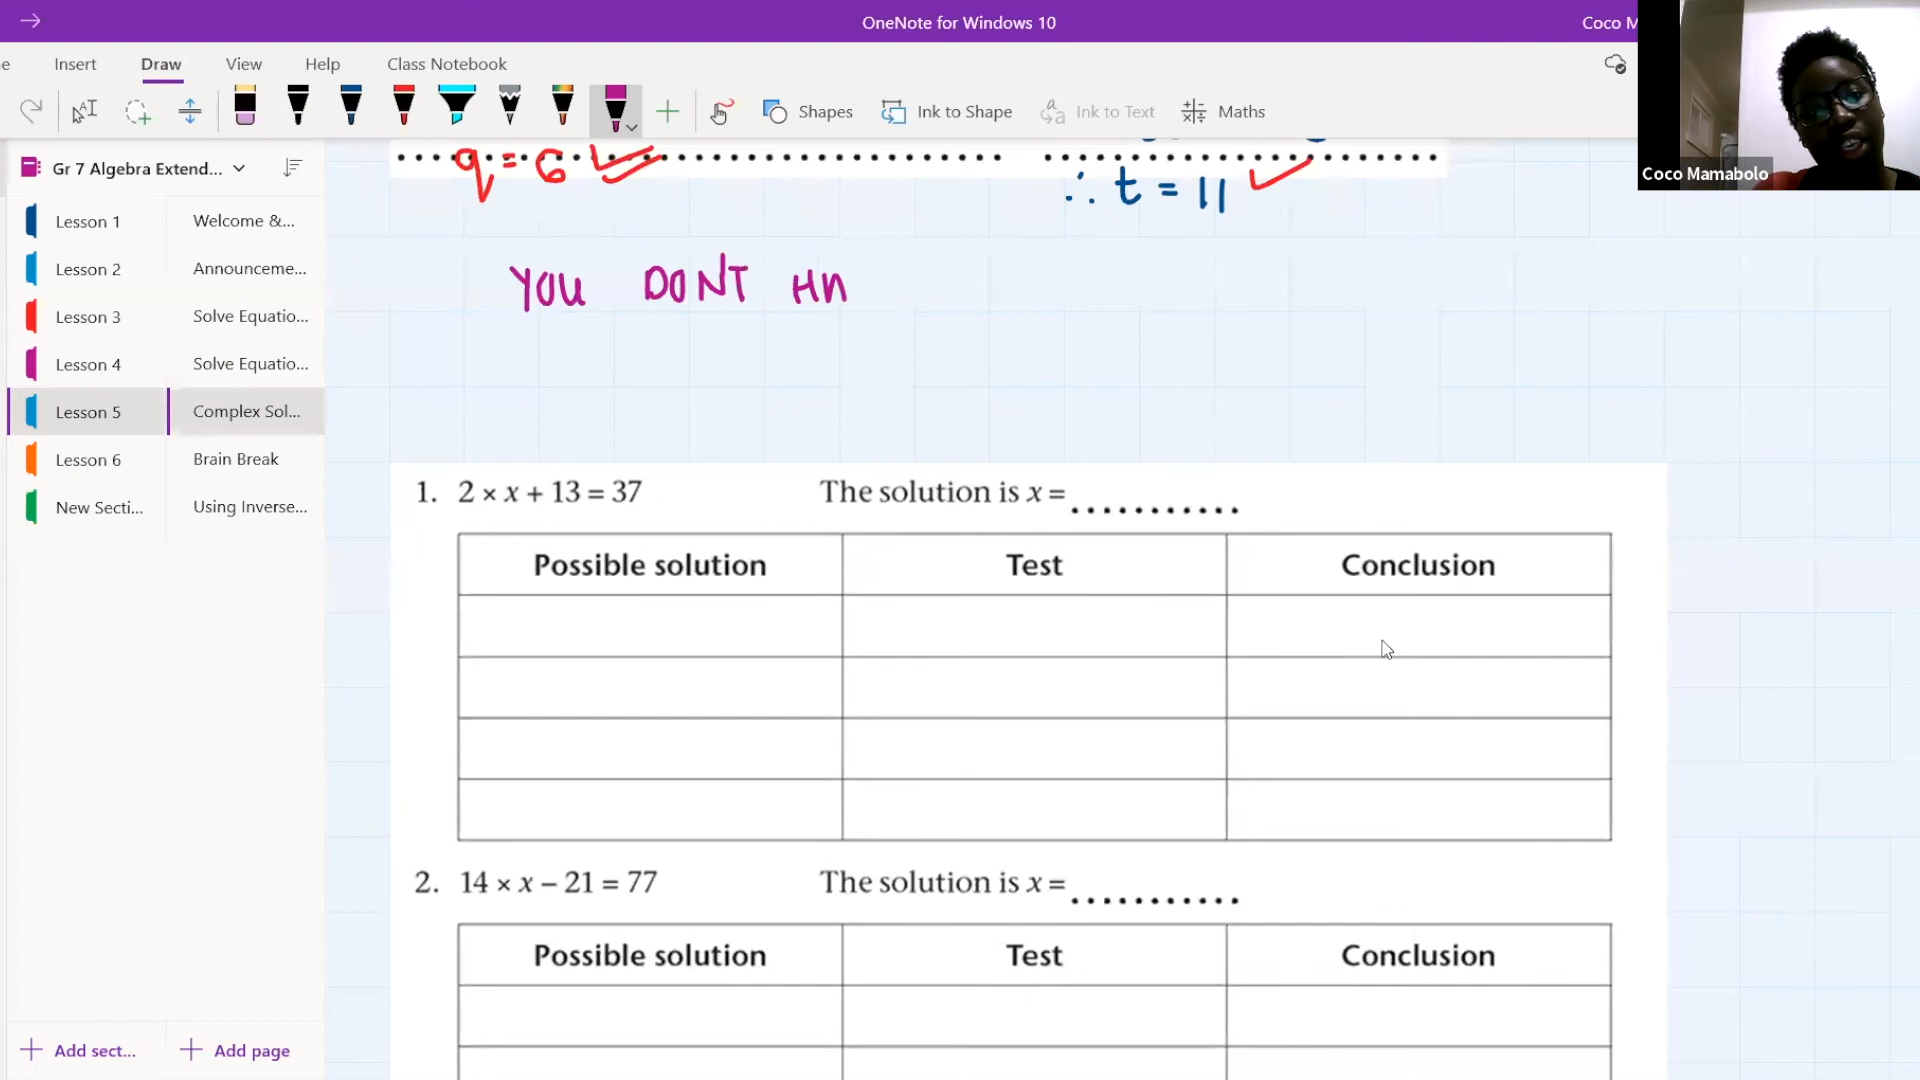 OneNote for Windows 10
Coco M
Insert
Draw
View
Help
Class Notebook
Shapes
Ink to Shape
Ink to Text
Maths
Coco Mamabolo
Gr 7 Algebra Extend...
Lesson 1
Lesson 2
Lesson 3
Lesson 4
Lesson 5
Lesson 6
New Secti...
Welcome &...
Announceme...
Solve Equatio...
Solve Equatio...
Complex Sol...
Brain Break
Using Inverse...
Add sect...
Add page
q = 6
∴ t = 11
YOU DONT
1. 2 × x + 13 = 37 The solution is x = ...........
Possible solution Test Conclusion
2. 14 × x – 21 = 77 The solution is x = ...........
Possible solution Test Conclusion